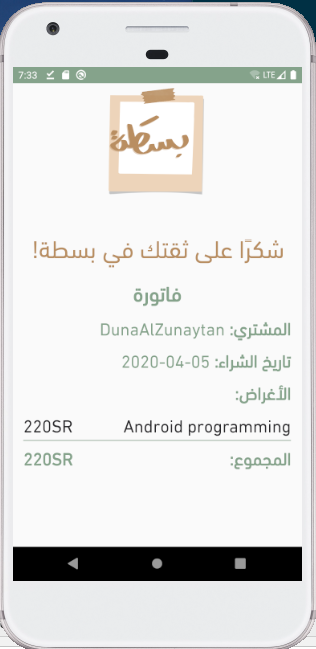 7:33 LTE
بسطة
شكرًا على ثقتك في بسطة!
فاتورة
المشتري: DunaAlZunaytan
تاريخ الشراء: 2020-04-05
الأغراض:
Android programming 220SR
المجموع: 220SR